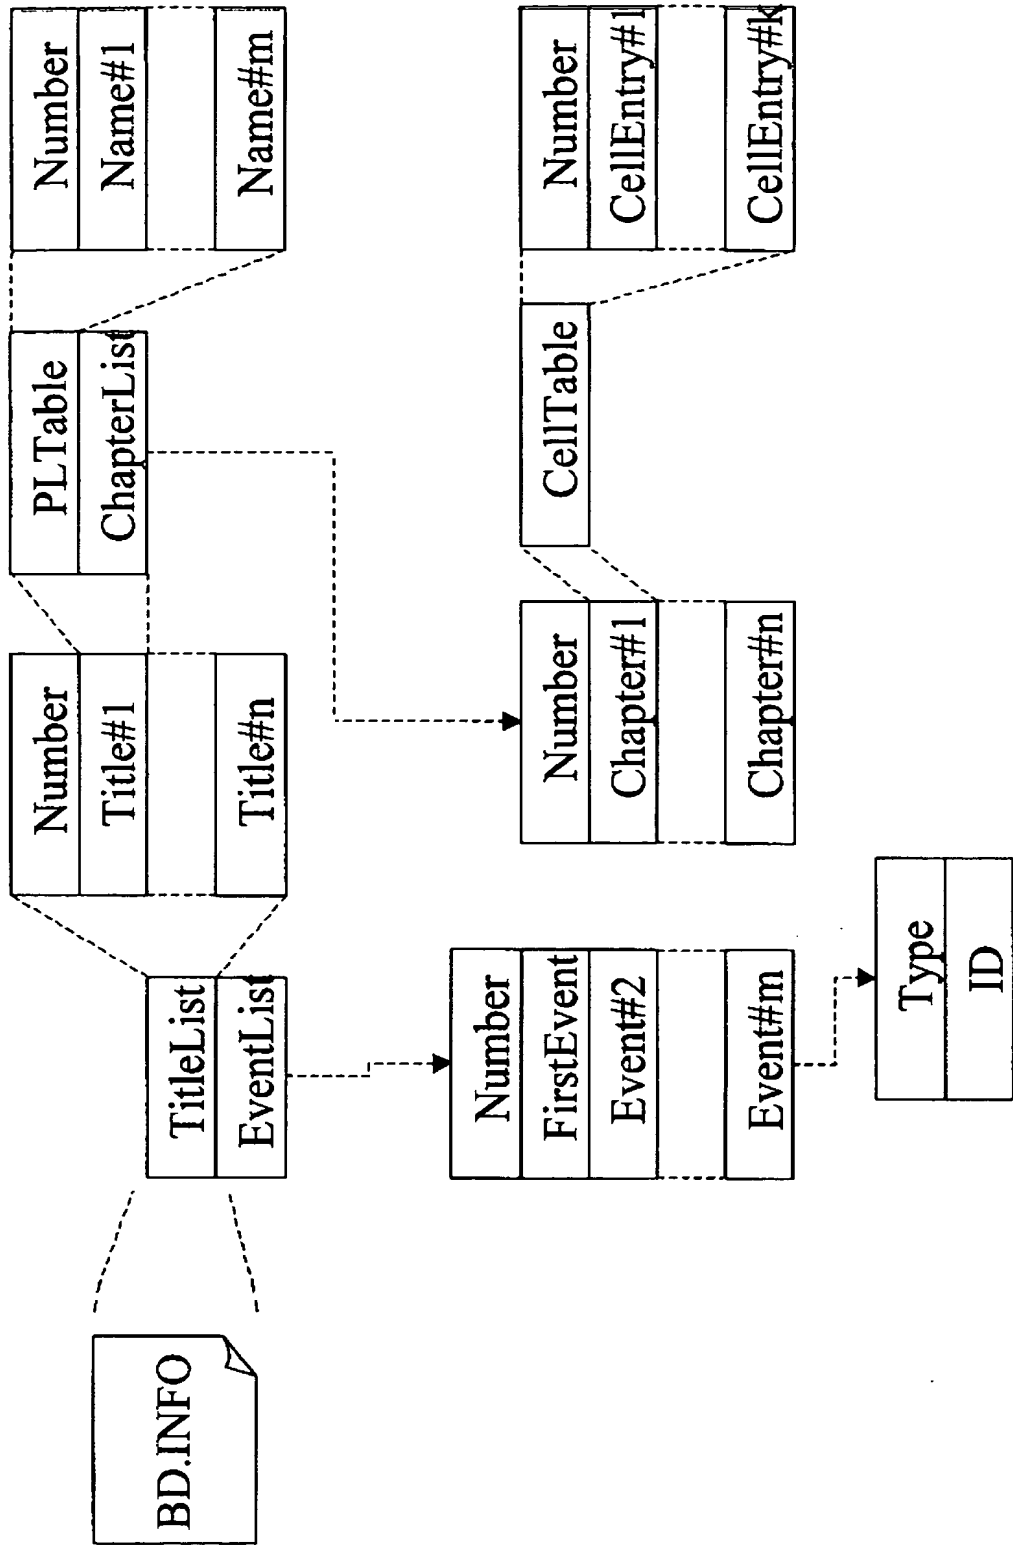 BD.INFO
TitleList
EventList
Number
Title#1
Title#n
PLTable
ChapterList
Number
Name#1
Name#m
Number
FirstEvent
Event#2
Event#m
Type
ID
Number
Chapter#1
Chapter#n
CellTable
Number
CellEntry#1
CellEntry#k